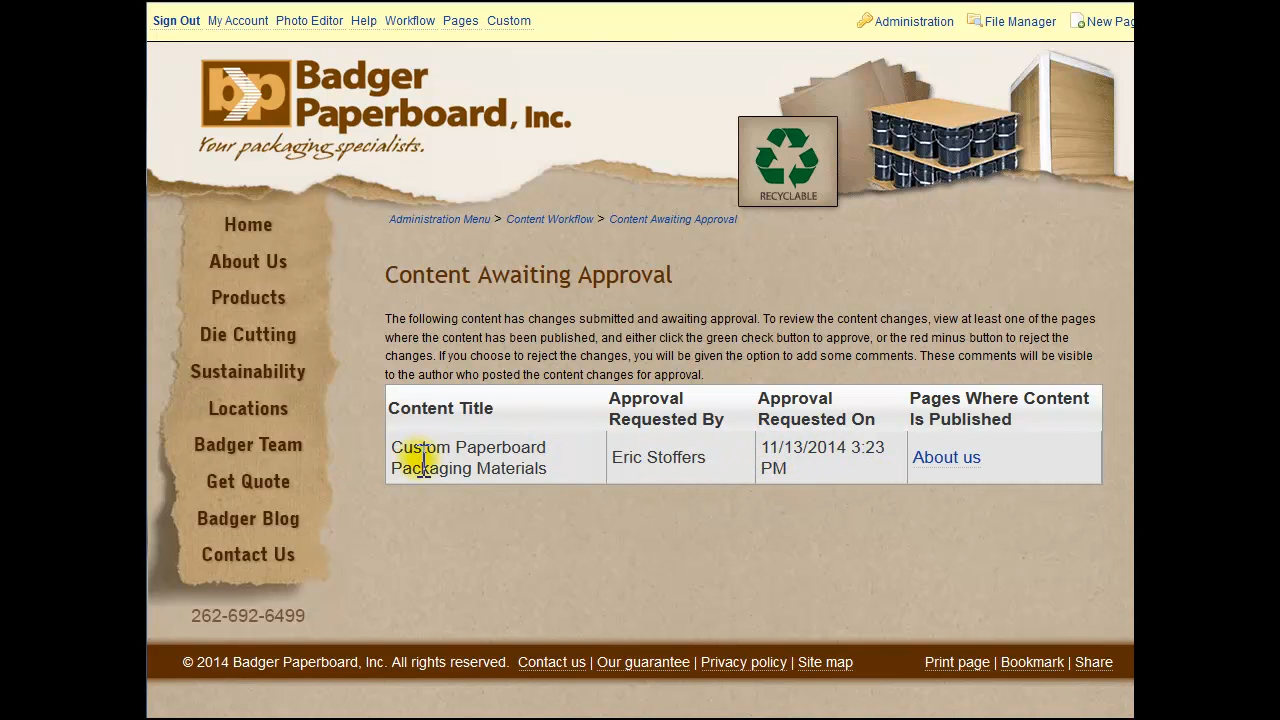 Sign Out My Account Photo Editor Help Workflow Pages Custom Administration File Manager New Pag
bp Badger
Paperboard, Inc.
Your packaging specialists.
RECYCLABLE
Administration Menu > Content Workflow > Content Awaiting Approval
Home
About Us
Products
Die Cutting
Sustainability
Locations
Badger Team
Get Quote
Badger Blog
Contact Us
262-692-6499
Content Awaiting Approval
The following content has changes submitted and awaiting approval. To review the content changes, view at least one of the pages
where the content has been published, and either click the green check button to approve, or the red minus button to reject the
changes. If you choose to reject the changes, you will be given the option to add some comments. These comments will be visible
to the author who posted the content changes for approval.
Content Title
Approval
Requested By
Approval
Requested On
Pages Where Content
Is Published
Custom Paperboard
Packaging Materials
Eric Stoffers
11/13/2014 3:23
PM
About us
© 2014 Badger Paperboard, Inc. All rights reserved. Contact us | Our guarantee | Privacy policy | Site map Print page | Bookmark | Share